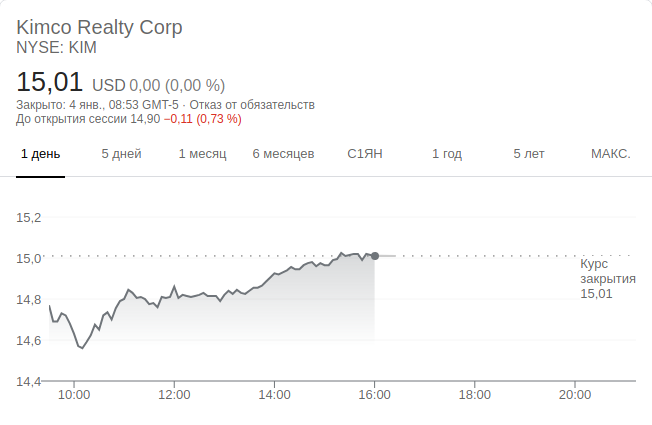 Kimco Realty Corp
NYSE: KIM
15,01 USD 0,00 (0,00 %)
Закрыто: 4 янв., 08:53 GMT-5 · Отказ от обязательств
До открытия сессии 14,90 −0,11 (0,73 %)
1 день 5 дней 1 месяц 6 месяцев С1ЯН 1 год 5 лет МАКС.
15,2
15,0
Курс
закрытия
15,01
14,8
14,6
14,4
10:00 12:00 14:00 16:00 18:00 20:00